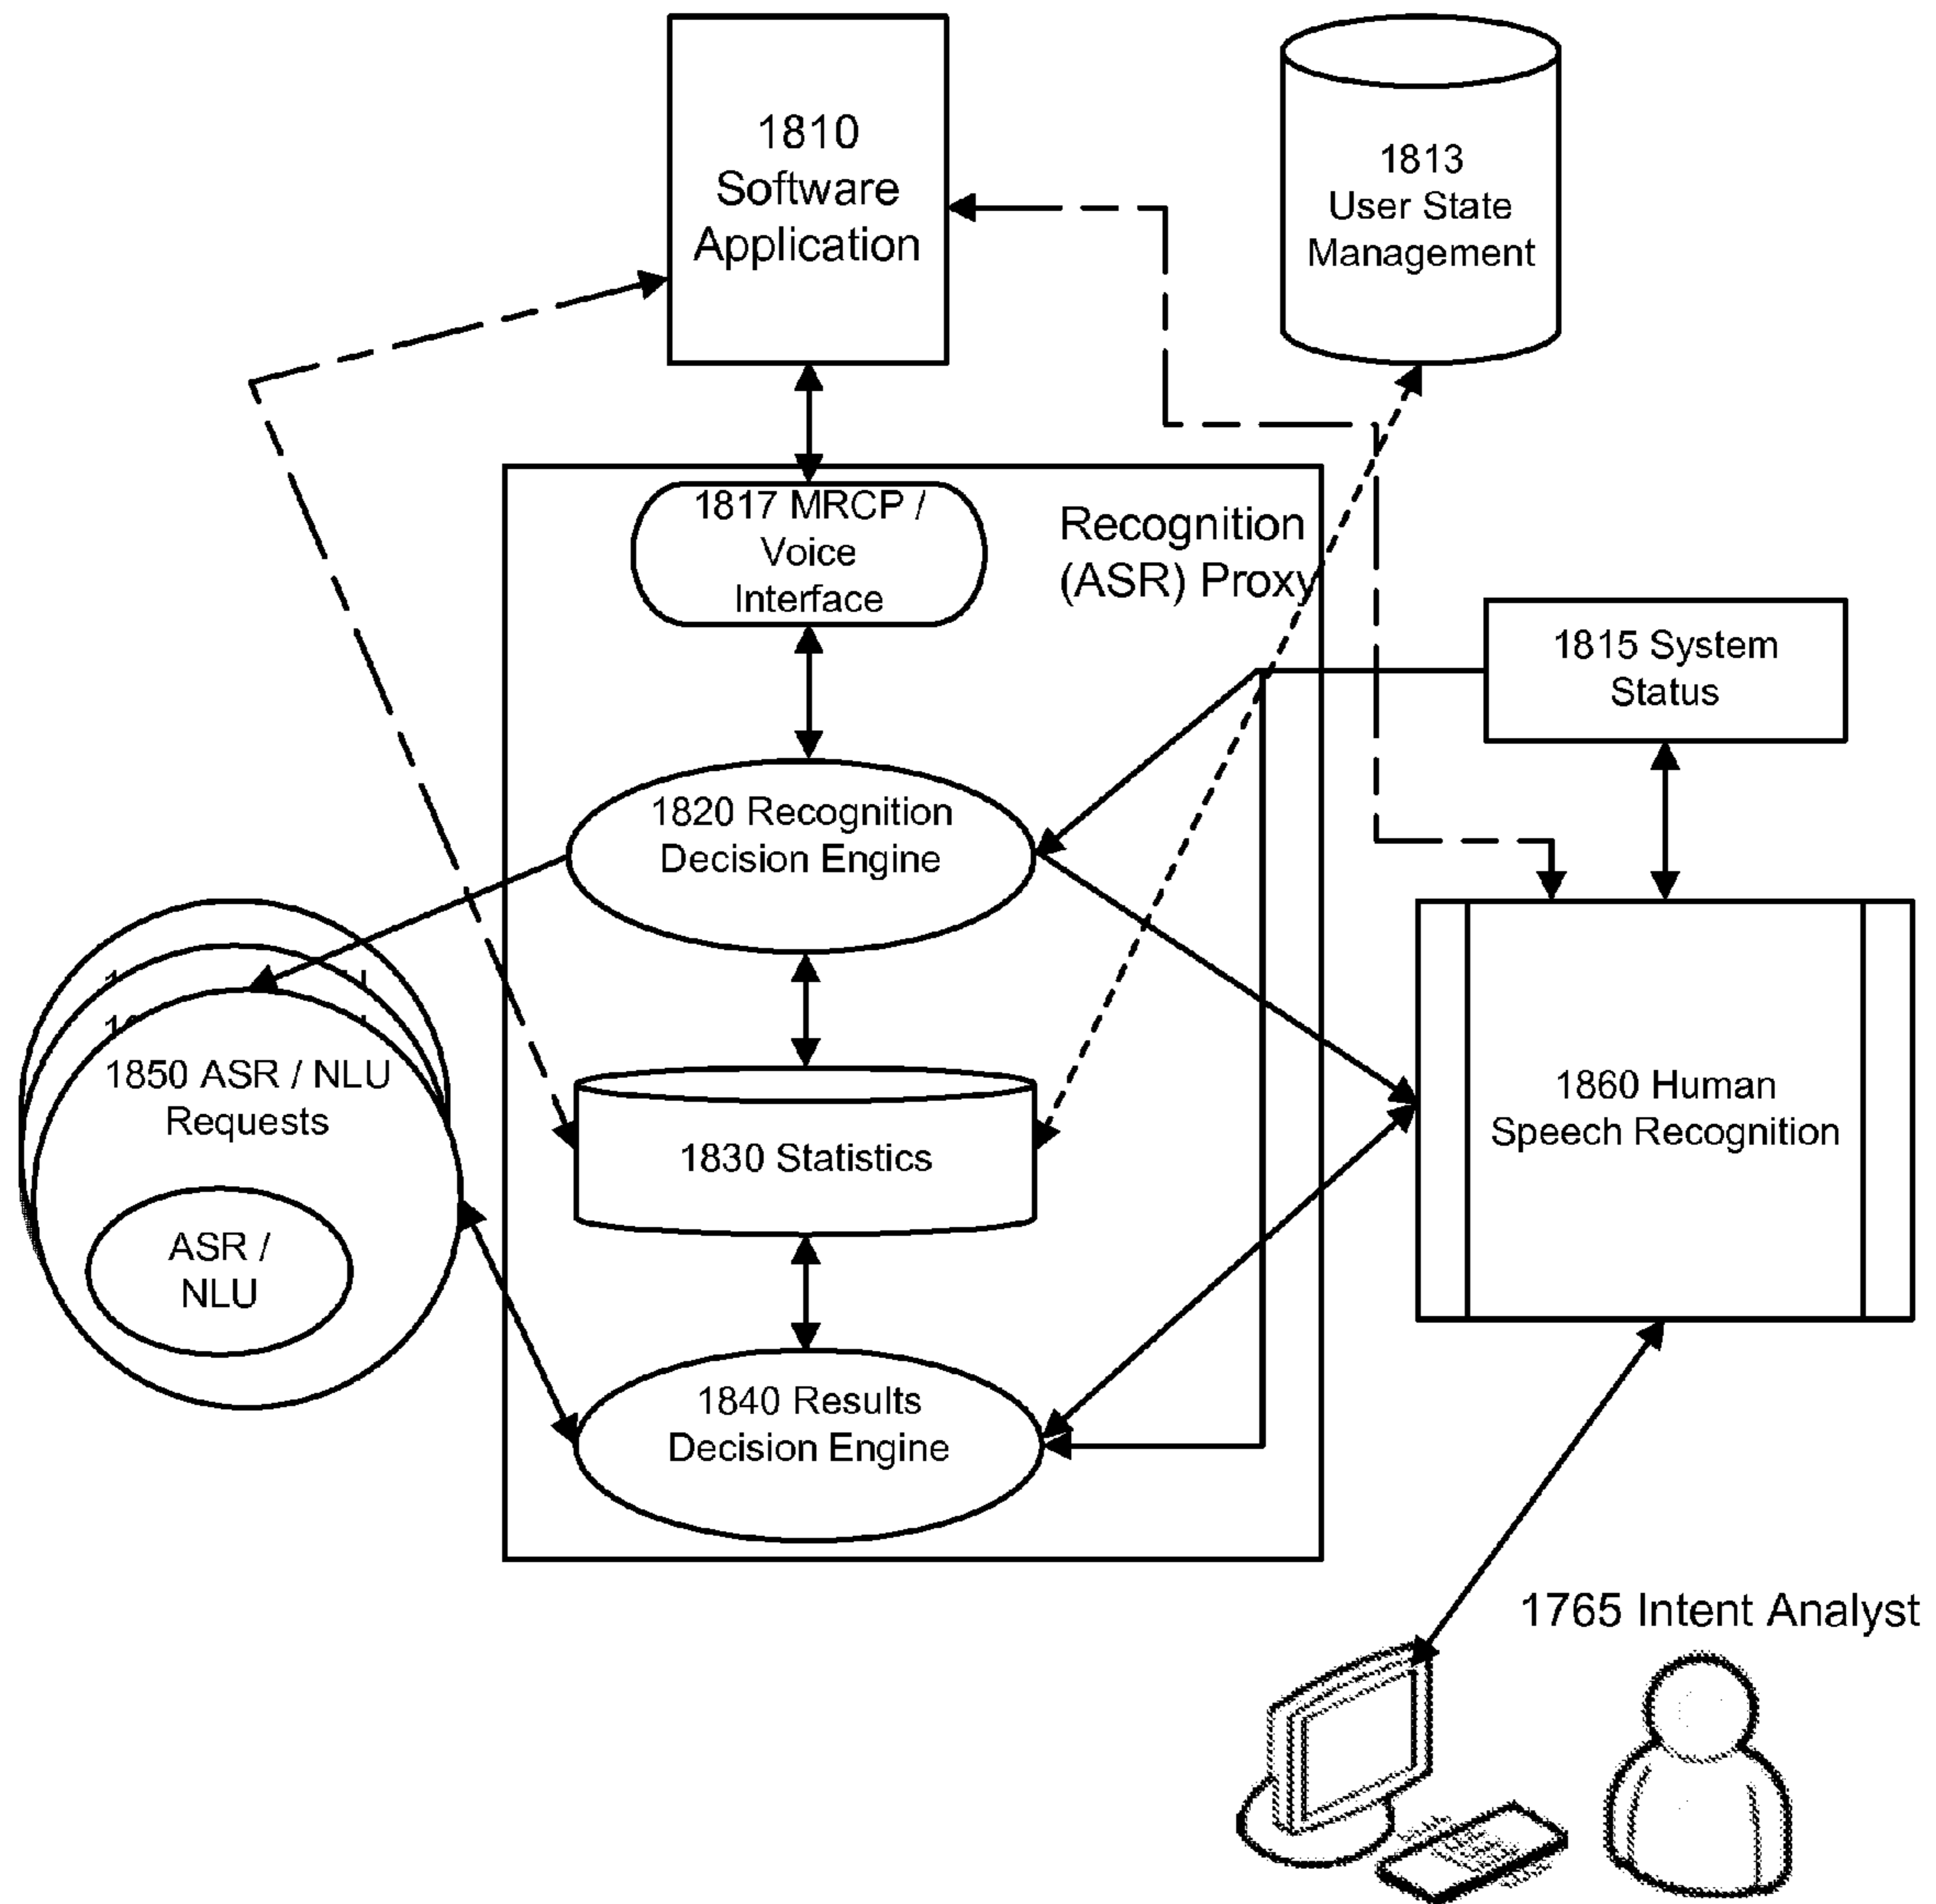 1810
Software
Application
1813
User State
Management
1817 MRCP /
Voice
Interface
Recognition
(ASR) Proxy
1815 System
Status
1820 Recognition
Decision Engine
1850 ASR / NLU
Requests
1860 Human
Speech Recognition
1830 Statistics
ASR /
NLU
1840 Results
Decision Engine
1765 Intent Analyst